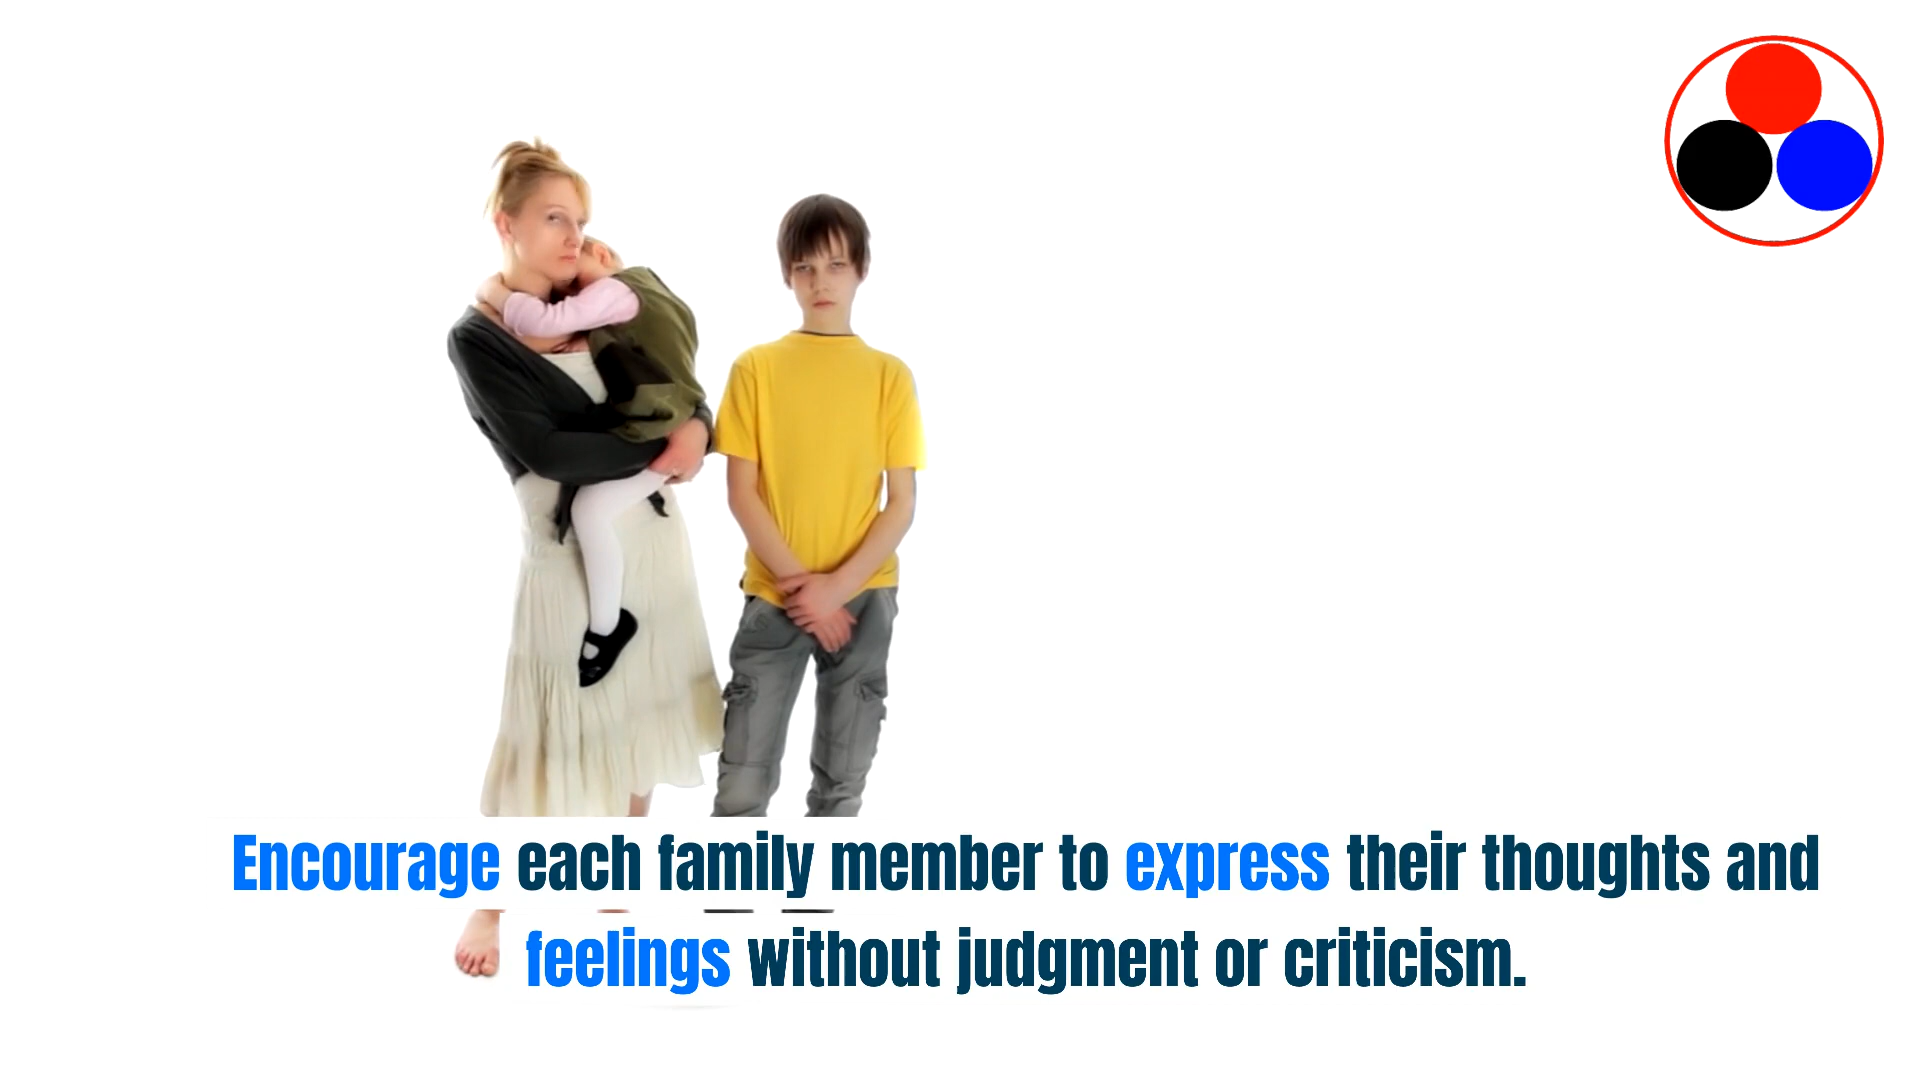 Encourage each family member to express their thoughts and
feelings without judgment or criticism.